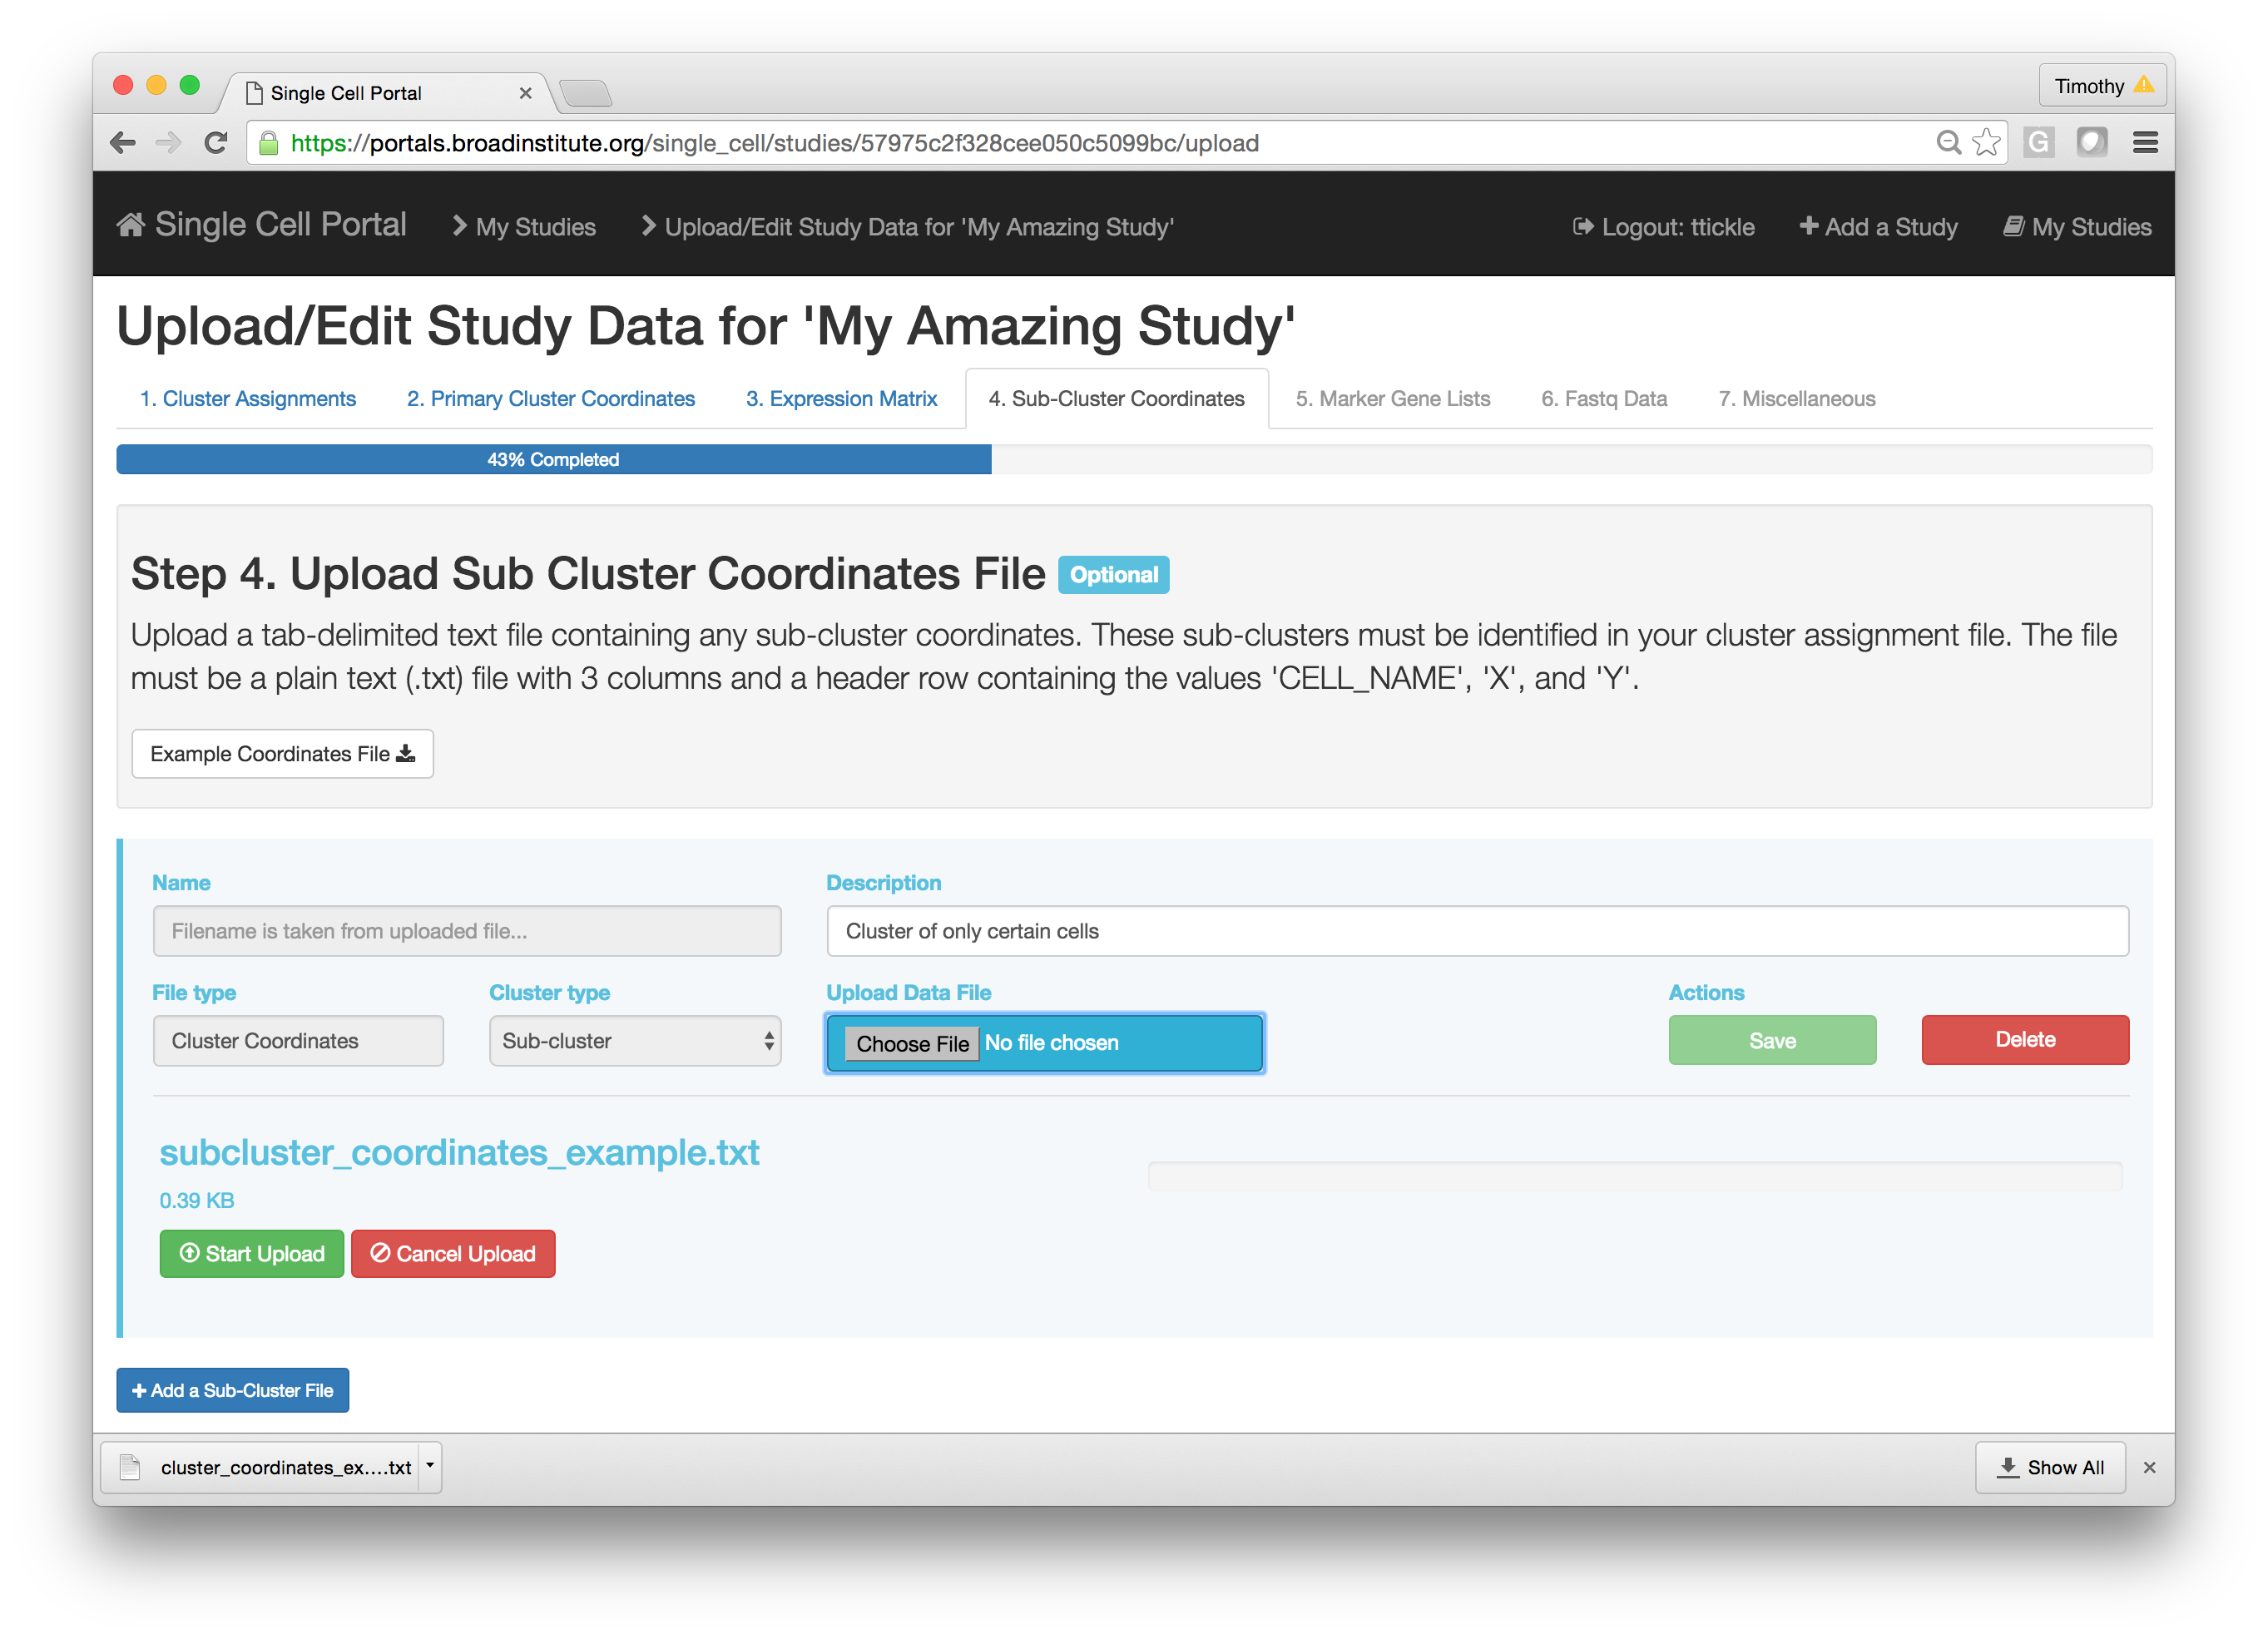 Single Cell Portal
Timothy
https://portals.broadinstitute.org/single_cell/studies/57975c2f328cee050c5099bc/upload
G
Single Cell Portal My Studies Upload/Edit Study Data for 'My Amazing Study' Logout: ttickle Add a Study My Studies
Upload/Edit Study Data for 'My Amazing Study'
1. Cluster Assignments 2. Primary Cluster Coordinates 3. Expression Matrix 4. Sub-Cluster Coordinates 5. Marker Gene Lists 6. Fastq Data 7. Miscellaneous
43% Completed
Step 4. Upload Sub Cluster Coordinates File Optional
Upload a tab-delimited text file containing any sub-cluster coordinates. These sub-clusters must be identified in your cluster assignment file. The file
must be a plain text (.txt) file with 3 columns and a header row containing the values 'CELL_NAME', 'X', and 'Y'.
Example Coordinates File
Name Description
Filename is taken from uploaded file... Cluster of only certain cells
File type Cluster type Upload Data File Actions
Cluster Coordinates Sub-cluster Choose File No file chosen Save Delete
subcluster_coordinates_example.txt
0.39 KB
Start Upload Cancel Upload
+ Add a Sub-Cluster File
cluster_coordinates_ex....txt Show All